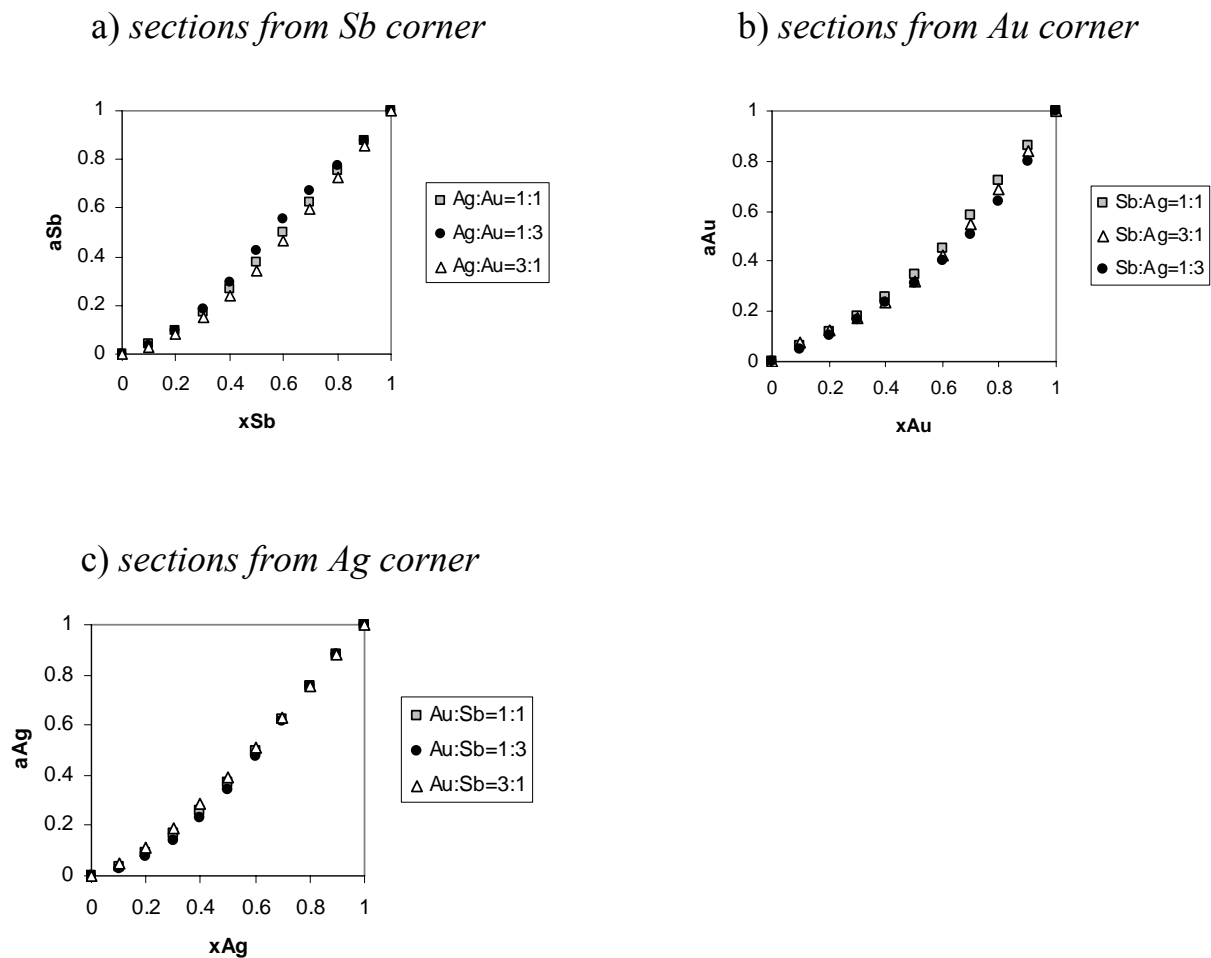 a) sections from Sb corner
1
0.8
0.6
0.4
0.2
0
aSb
0 0.2 0.4 0.6 0.8 1
xSb
Ag:Au=1:1
Ag:Au=1:3
Ag:Au=3:1
b) sections from Au corner
1
0.8
0.6
0.4
0.2
0
aAu
0 0.2 0.4 0.6 0.8 1
xAu
Sb:Ag=1:1
Sb:Ag=3:1
Sb:Ag=1:3
c) sections from Ag corner
1
0.8
0.6
0.4
0.2
0
aAg
0 0.2 0.4 0.6 0.8 1
xAg
Au:Sb=1:1
Au:Sb=1:3
Au:Sb=3:1